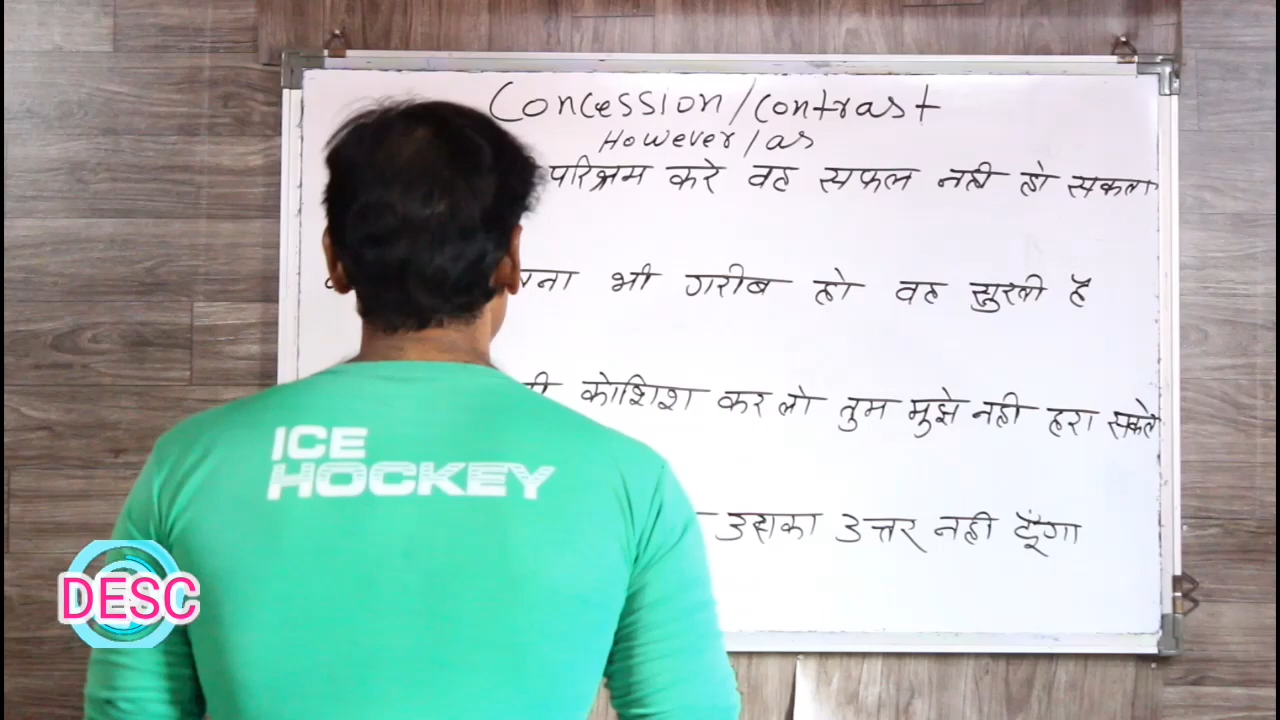 Concession/contrast
However/as
परिश्रम करे वह सफल नही हो सकता
भी गरीब हो वह सुखी है
कोशिश कर लो तुम मुझे नही हरा सकते
उसका उत्तर नही दूँगा
ICE
HOCKEY
DESC